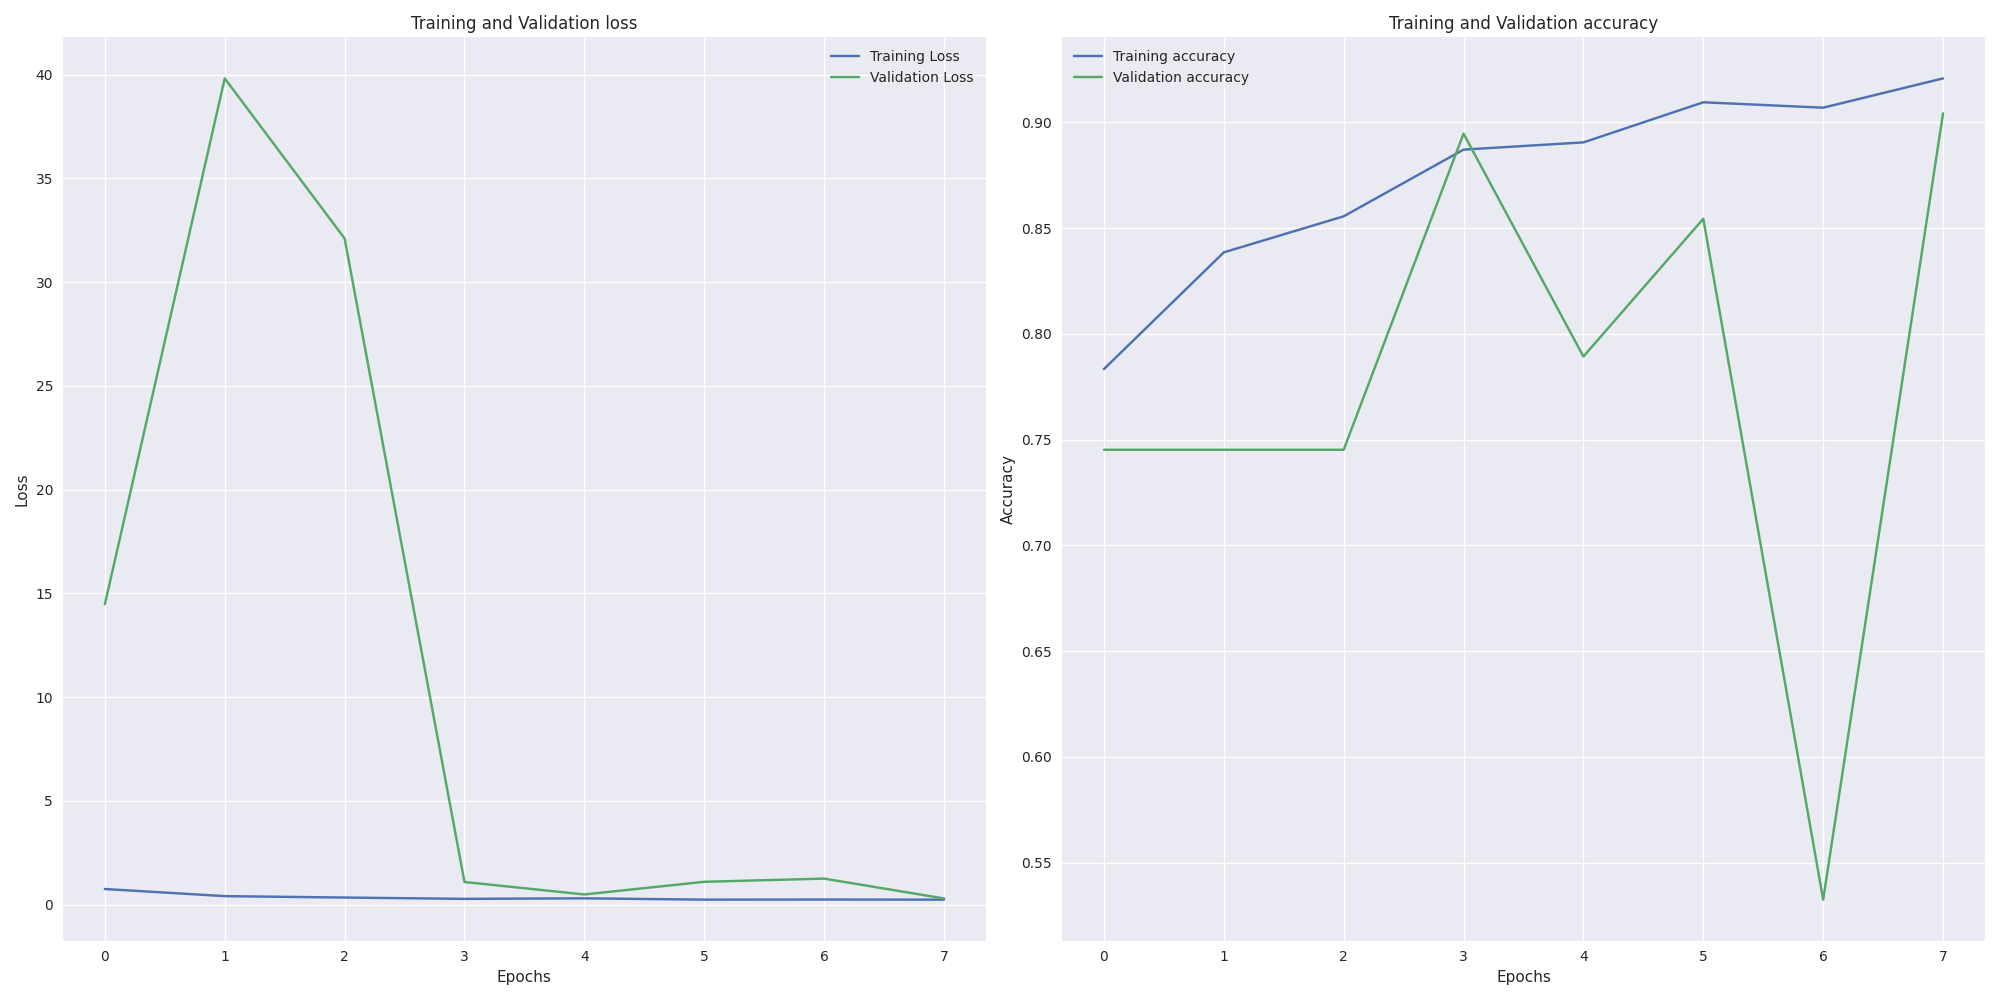 Training and Validation loss
Training Loss
Validation Loss
40
35
30
25
20
15
10
5
0
Loss
0 1 2 3 4 5 6 7
Epochs
Training and Validation accuracy
Training accuracy
Validation accuracy
0.90
0.85
0.80
0.75
0.70
0.65
0.60
0.55
Accuracy
0 1 2 3 4 5 6 7
Epochs